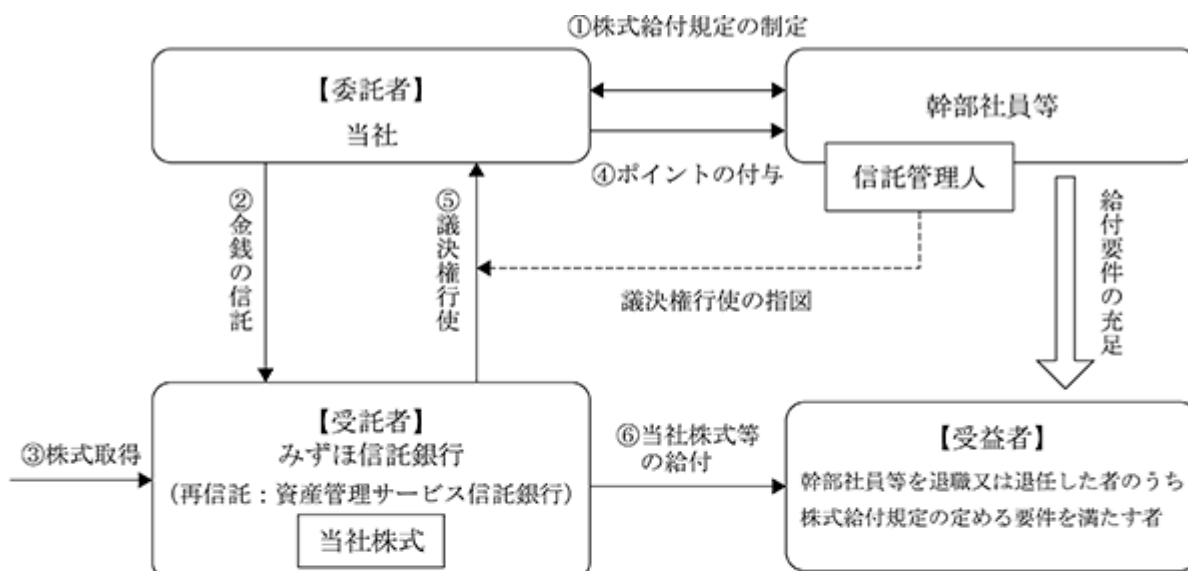 ①株式給付規定の制定
【委託者】
当社
幹部社員等
④ポイントの付与
信託管理人
②金銭の信託
⑤議決権行使
議決権行使の指図
給付要件の充足
③株式取得
【受託者】
みずほ信託銀行
（再信託：資産管理サービス信託銀行）
当社株式
⑥当社株式等
の給付
【受益者】
幹部社員等を退職又は退任した者のうち
株式給付規定の定める要件を満たす者